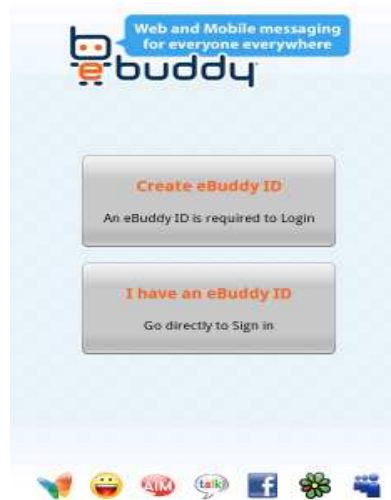 Web and Mobile messaging
for everyone everywhere
ebuddy
Create eBuddy ID
An eBuddy ID is required to Login
I have an eBuddy ID
Go directly to Sign in
AIM
talk
f